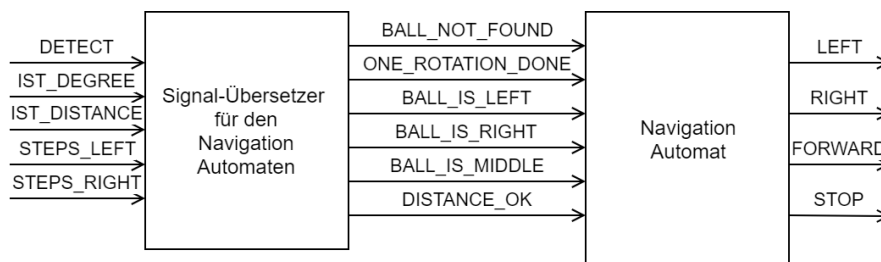 DETECT
IST_DEGREE
IST_DISTANCE
STEPS_LEFT
STEPS_RIGHT
Signal-Übersetzer
für den
Navigation
Automaten
BALL_NOT_FOUND
ONE_ROTATION_DONE
BALL_IS_LEFT
BALL_IS_RIGHT
BALL_IS_MIDDLE
DISTANCE_OK
Navigation
Automat
LEFT
RIGHT
FORWARD
STOP